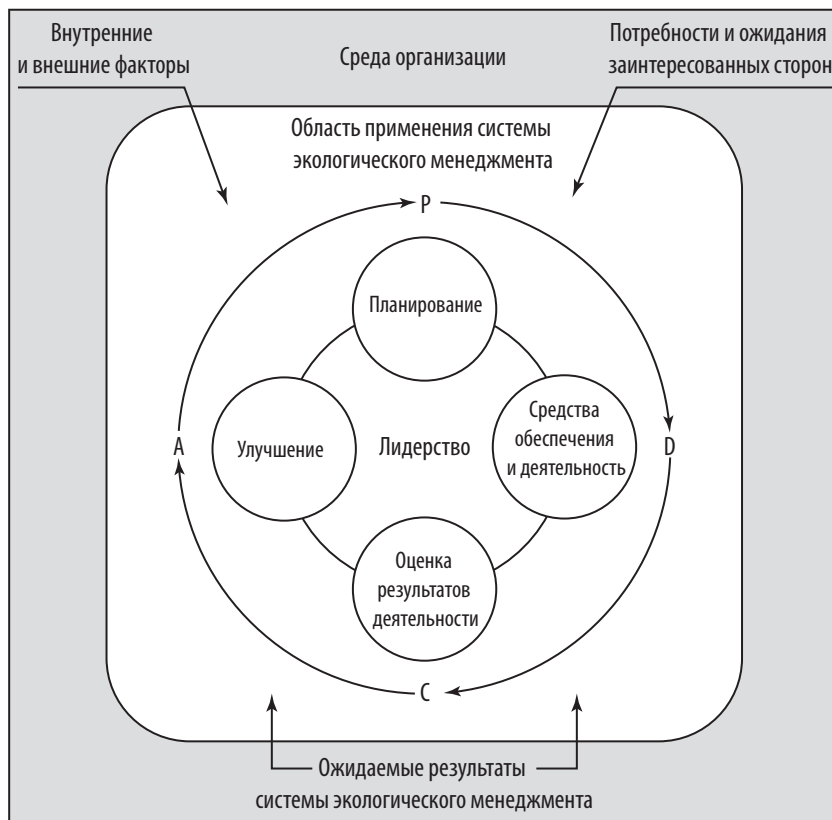 Внутренние
и внешние факторы
Среда организации
Потребности и ожидания
заинтересованных сторон
Область применения системы
экологического менеджмента
P
Планирование
Средства
обеспечения
и деятельность
D
A
Улучшение
Лидерство
Оценка
результатов
деятельности
C
Ожидаемые результаты
системы экологического менеджмента